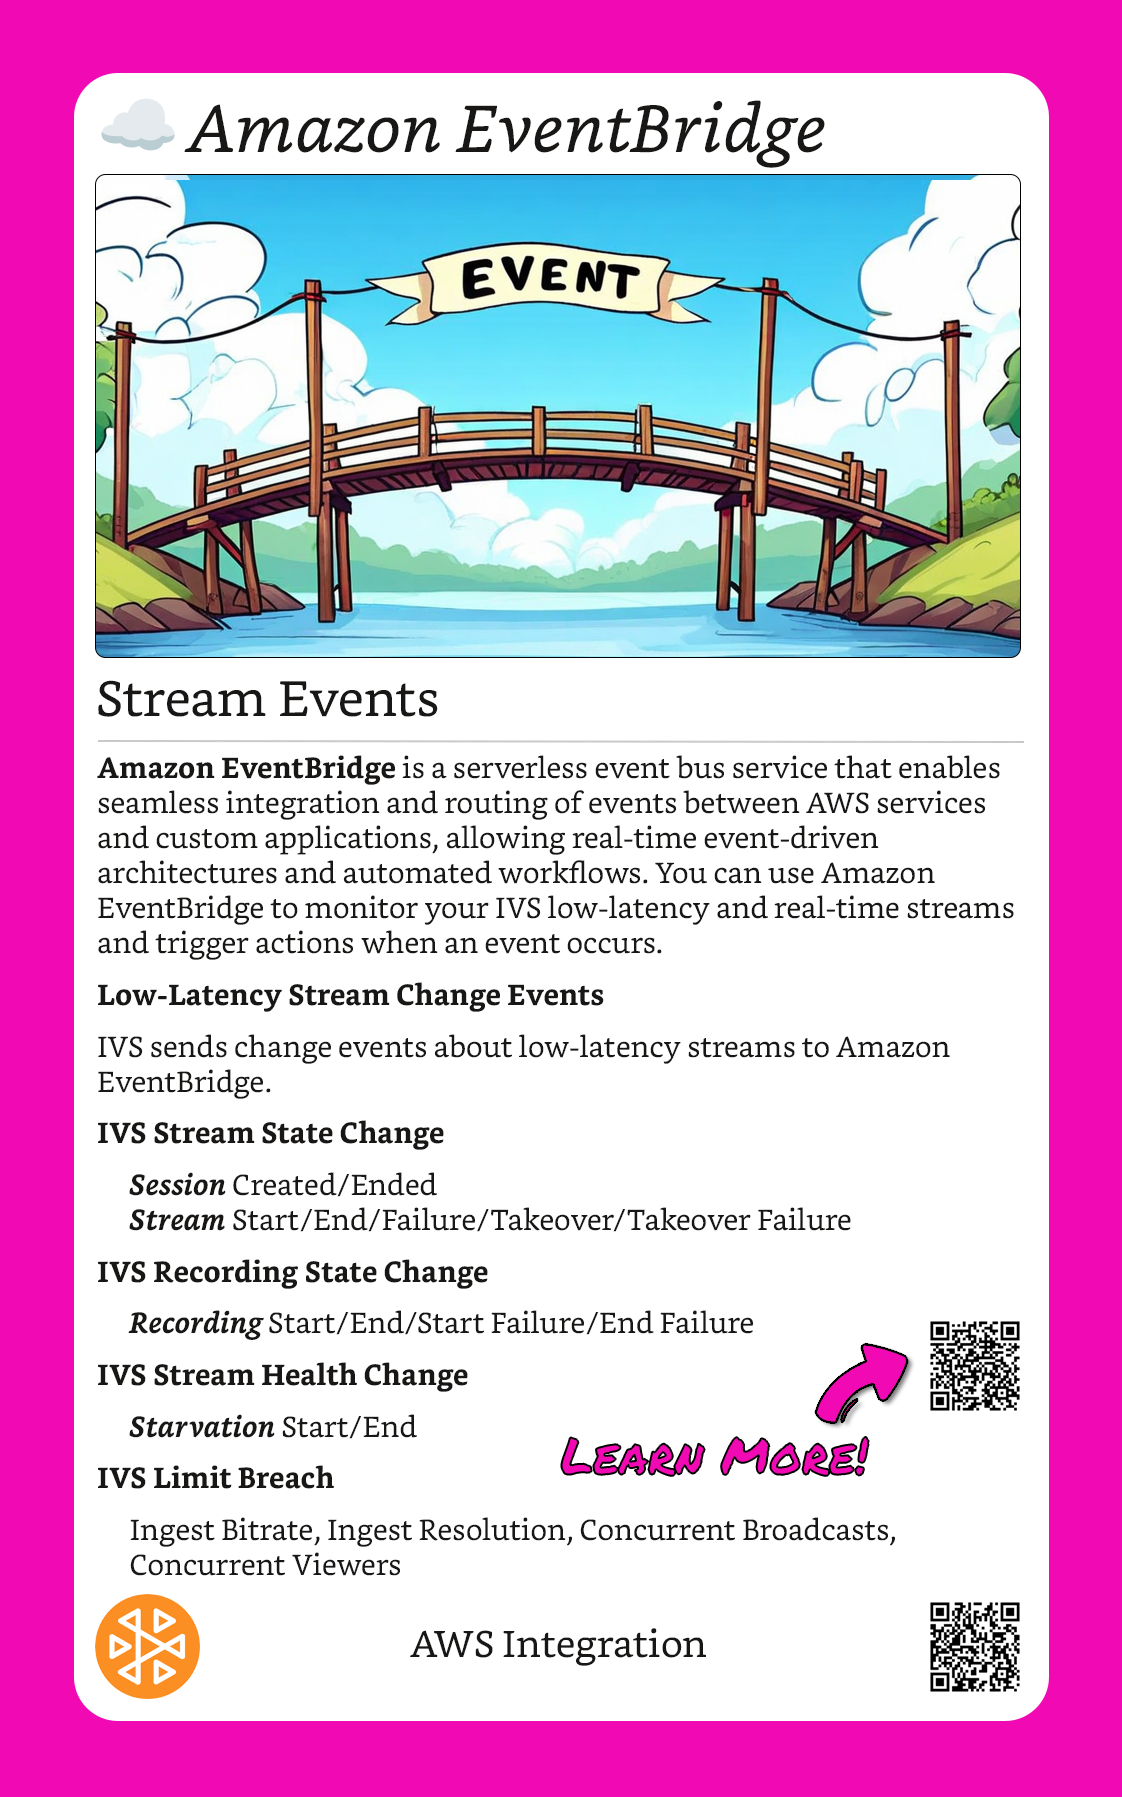 Amazon EventBridge
EVENT
Stream Events
Amazon EventBridge is a serverless event bus service that enables
seamless integration and routing of events between AWS services
and custom applications, allowing real-time event-driven
architectures and automated workflows. You can use Amazon
EventBridge to monitor your IVS low-latency and real-time streams
and trigger actions when an event occurs.
Low-Latency Stream Change Events
IVS sends change events about low-latency streams to Amazon
EventBridge.
IVS Stream State Change
Session Created/Ended
Stream Start/End/Failure/Takeover/Takeover Failure
IVS Recording State Change
Recording Start/End/Start Failure/End Failure
IVS Stream Health Change
Starvation Start/End
Learn More!
IVS Limit Breach
Ingest Bitrate, Ingest Resolution, Concurrent Broadcasts,
Concurrent Viewers
AWS Integration